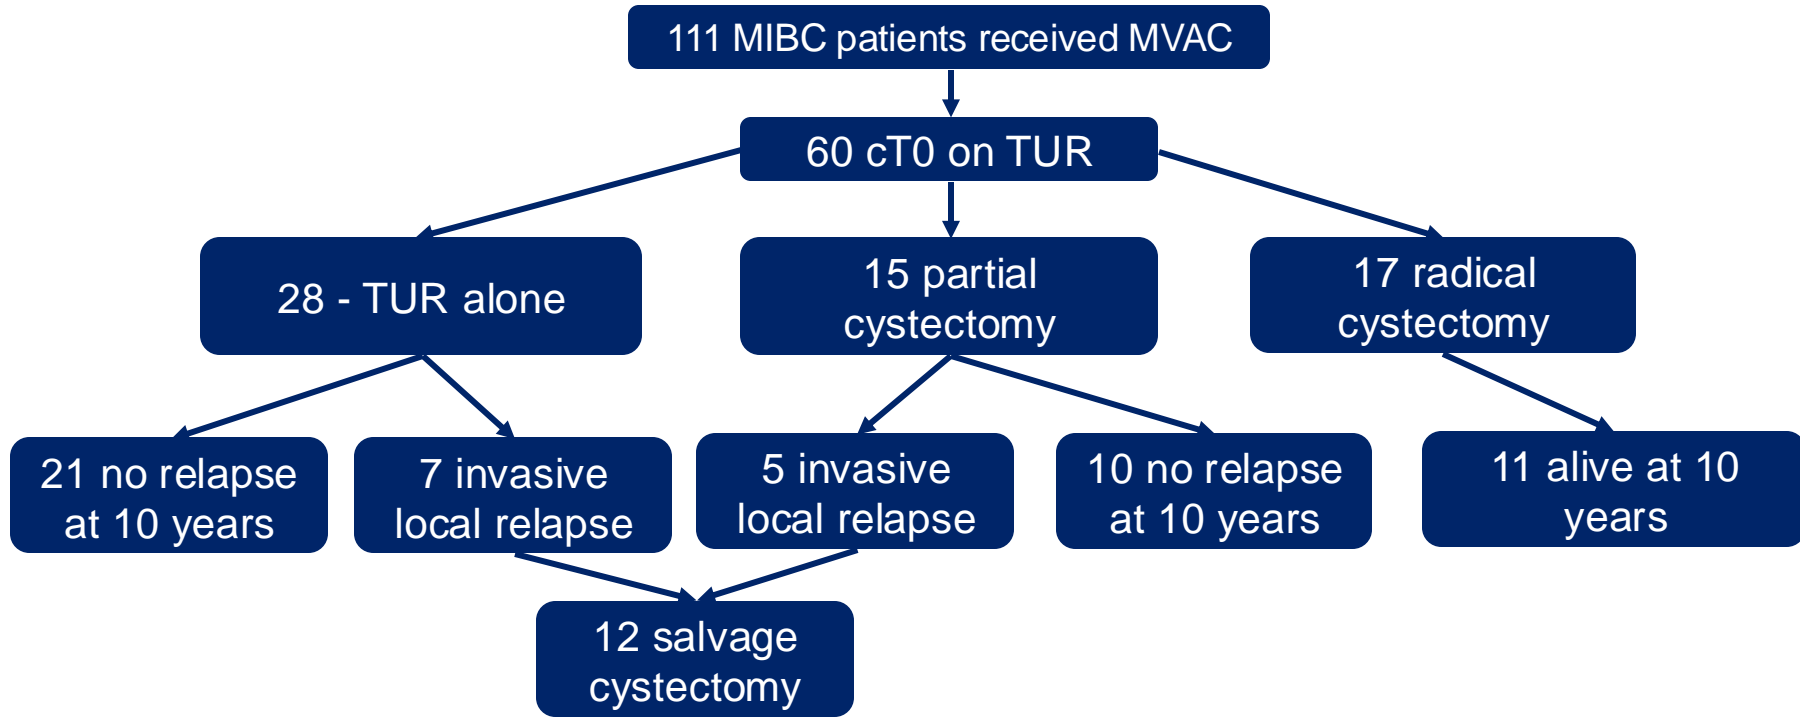 111 MIBC patients received MVAC
60 cT0 on TUR
28 - TUR alone
15 partial
cystectomy
17 radical
cystectomy
21 no relapse
at 10 years
7 invasive
local relapse
5 invasive
local relapse
10 no relapse
at 10 years
11 alive at 10
years
12 salvage
cystectomy